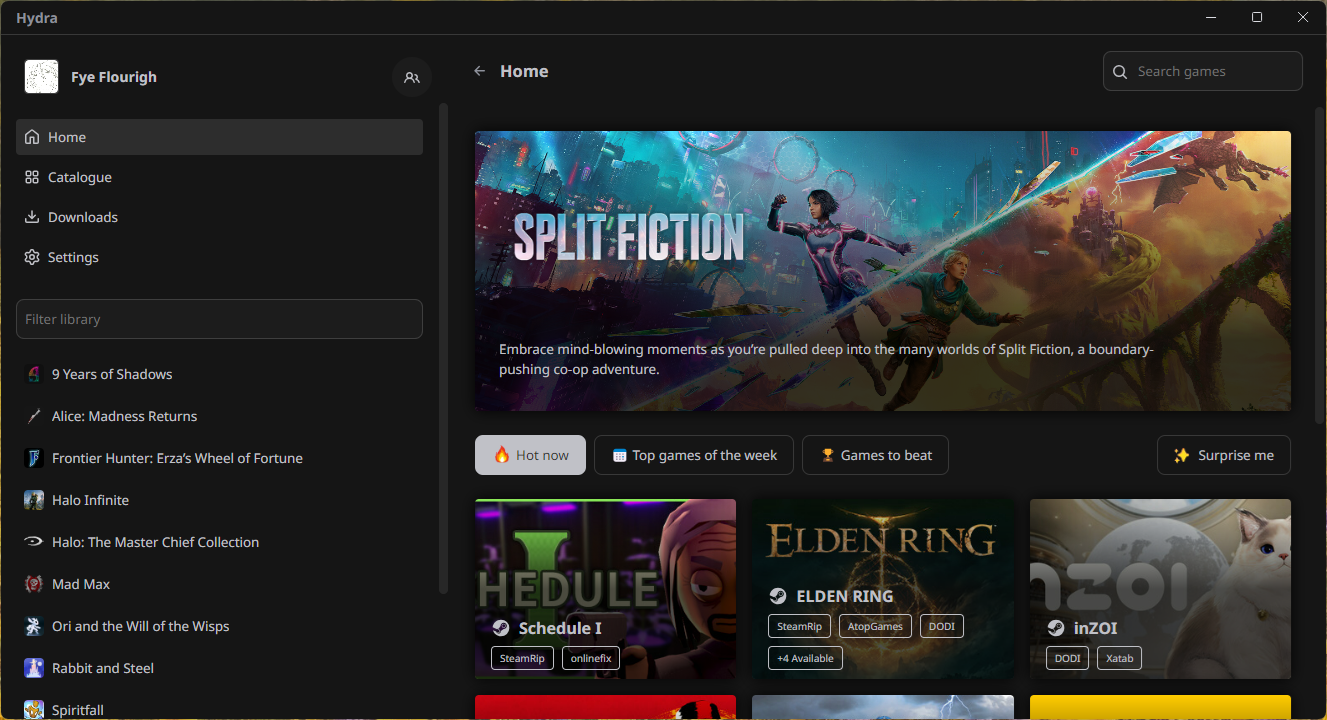 Hydra
Fye Flourigh
Home
Catalogue
Downloads
Settings
Filter library
9 Years of Shadows
Alice: Madness Returns
Frontier Hunter: Erza’s Wheel of Fortune
Halo Infinite
Halo: The Master Chief Collection
Mad Max
Ori and the Will of the Wisps
Rabbit and Steel
Spiritfall
Home
Search games
SPLIT FICTION
Embrace mind-blowing moments as you’re pulled deep into the many worlds of Split Fiction, a boundary-
pushing co-op adventure.
Hot now
Top games of the week
Games to beat
Surprise me
HEDULE
I
Schedule I
SteamRip
onlinefix
ELDEN RING
ELDEN RING
SteamRip
AtopGames
DODI
+4 Available
inZOI
inZOI
DODI
Xatab